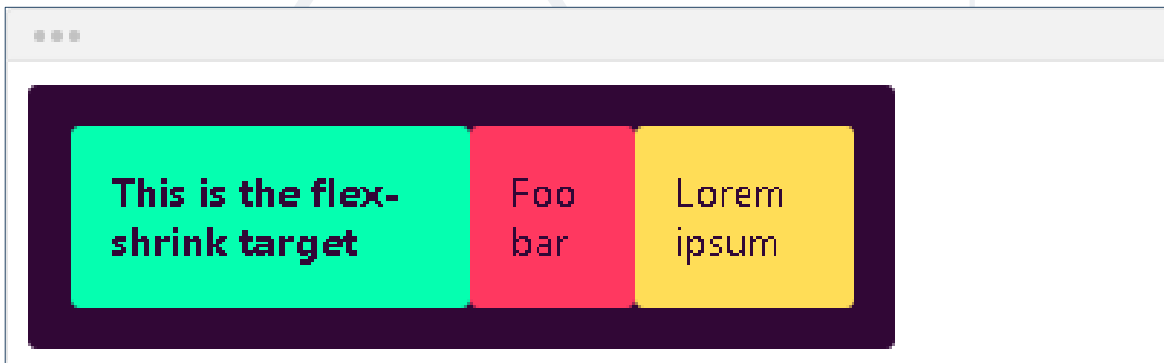 This is the flex-
shrink target
Foo
bar
Lorem
ipsum